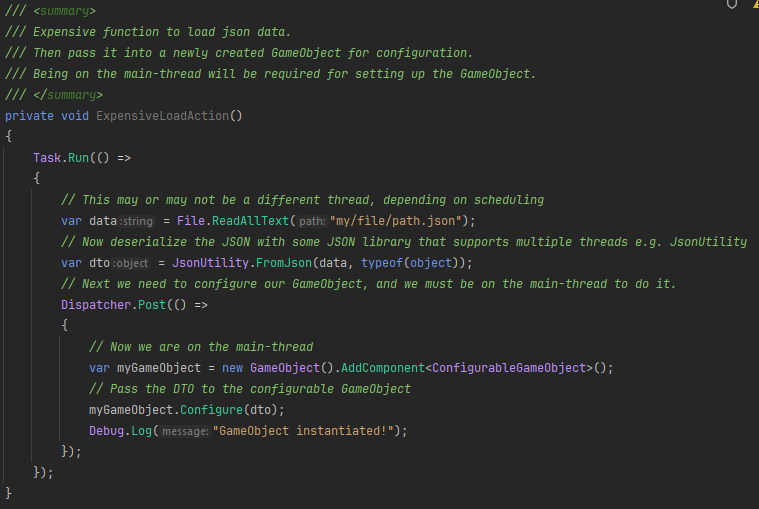 /// <summary>
/// Expensive function to load json data.
/// Then pass it into a newly created GameObject for configuration.
/// Being on the main-thread will be required for setting up the GameObject.
/// </summary>
private void ExpensiveLoadAction()
{
    Task.Run(() =>
    {
        // This may or may not be a different thread, depending on scheduling
        var data:string = File.ReadAllText(path:"my/file/path.json");
        // Now deserialize the JSON with some JSON library that supports multiple threads e.g. JsonUtility
        var dto:object = JsonUtility.FromJson(data, typeof(object));
        // Next we need to configure our GameObject, and we must be on the main-thread to do it.
        Dispatcher.Post(() =>
        {
            // Now we are on the main-thread
            var myGameObject = new GameObject().AddComponent<ConfigurableGameObject>();
            // Pass the DTO to the configurable GameObject
            myGameObject.Configure(dto);
            Debug.Log(message:"GameObject instantiated!");
        });
    });
}